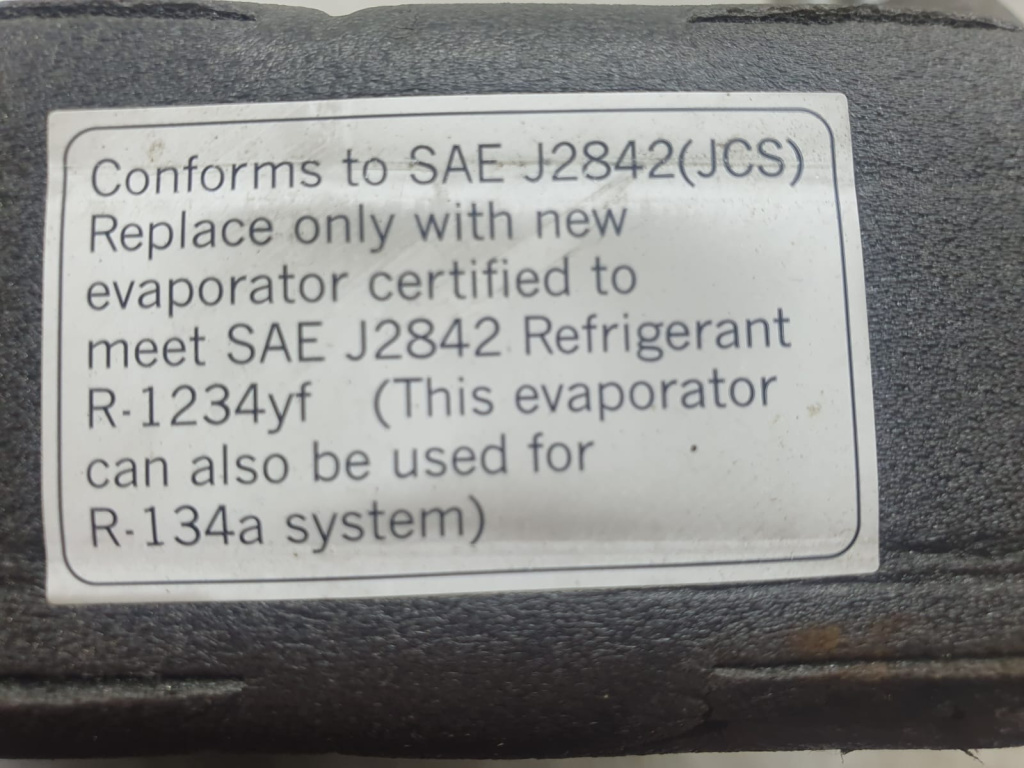 Conforms to SAE J2842(JCS)
Replace only with new
evaporator certified to
meet SAE J2842 Refrigerant
R-1234yf (This evaporator
can also be used for
R-134a system)